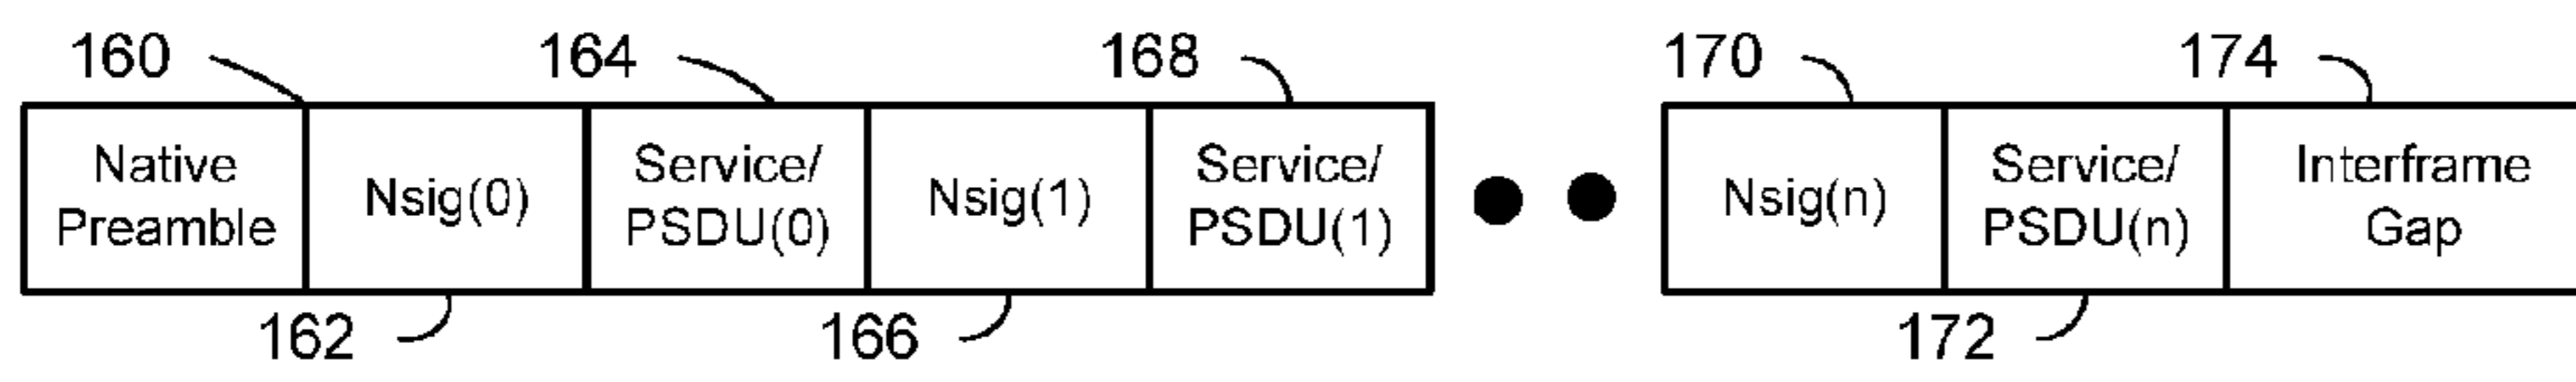 160 164 168 170 174
Native Nsig(0) Service/ Nsig(1) Service/ Nsig(n) Service/ Interframe
Preamble PSDU(0) PSDU(1) PSDU(n) Gap
162 166 172